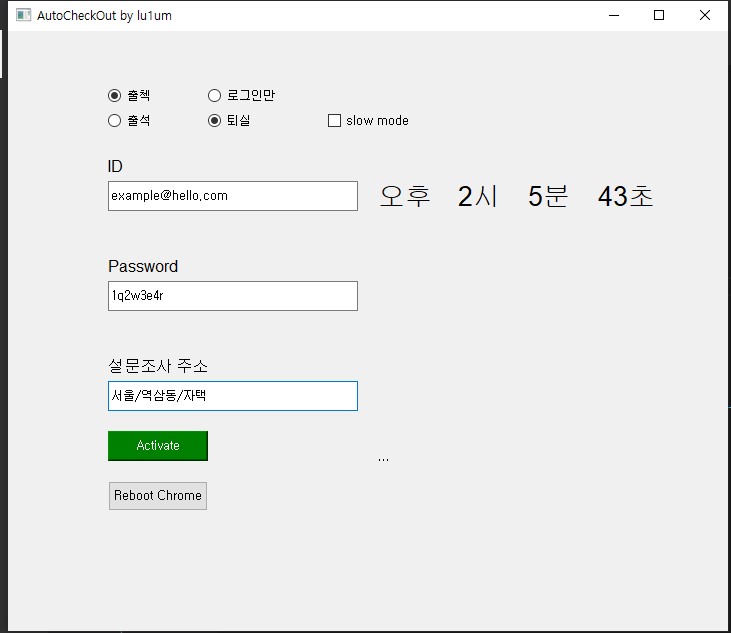 AutoCheckOut by lu1um
출첵 로그인만
출석 퇴실 slow mode
ID
example@hello,com 오후 2시 5분 43초
Password
1q2w3e4r
설문조사 주소
서울/역삼동/자택
Activate
...
Reboot Chrome